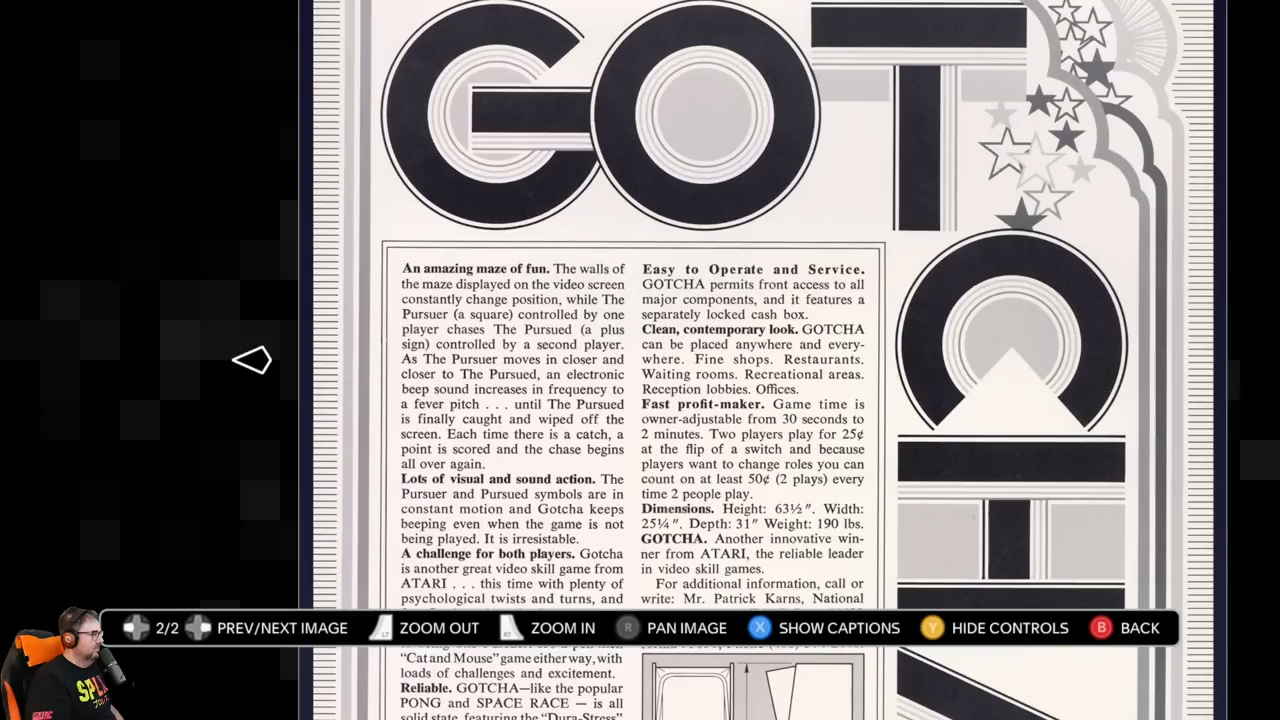 GOT
C
H
An amazing maze of fun. The walls of
the maze displayed on the video screen
constantly change position, while The
Pursuer (a square) controlled by one
player chases The Pursued (a plus
sign) controlled by a second player.
As The Pursuer moves in closer and
closer to The Pursued, an electronic
beep sound increases in frequency to
a fever pitch . . . until The Pursued
is finally caught and wiped off the
screen. Each time there is a catch, a
point is scored and the chase begins
all over again.
Lots of visual and sound action. The
Pursuer and Pursued symbols are in
constant motion and Gotcha keeps
beeping even when the game is not
being played. It is irresistable.
A challenge for both players. Gotcha
is another great video skill game from
ATARI . . . this time with plenty of
psychological twists and turns, and
“Cat and Mouse” game either way, with
loads of challenges and excitement.
Reliable. GOTCHA—like the popular
PONG and SPACE RACE — is all
solid state, featuring the “Dura-Stress”
Easy to Operate and Service.
GOTCHA permits front access to all
major components, and it features a
separately locked cash box.
Clean, contemporary look. GOTCHA
can be placed anywhere and every-
where. Fine shops. Restaurants.
Waiting rooms. Recreational areas.
Reception lobbies. Offices.
Fast profit-maker. Game time is
owner-adjustable from 30 seconds to
2 minutes. Two players play for 25¢
at the flip of a switch and because
players want to change roles you can
count on at least 50¢ (2 plays) every
time 2 people play.
Dimensions. Height: 63½″. Width:
25¼″. Depth: 31″ Weight: 190 lbs.
GOTCHA. Another innovative win-
ner from ATARI, the reliable leader
in video skill games.
For additional information, call or
write: Mr. Patrick Karns, National
2/2 PREV/NEXT IMAGE LT ZOOM OUT RT ZOOM IN R PAN IMAGE X SHOW CAPTIONS Y HIDE CONTROLS B BACK